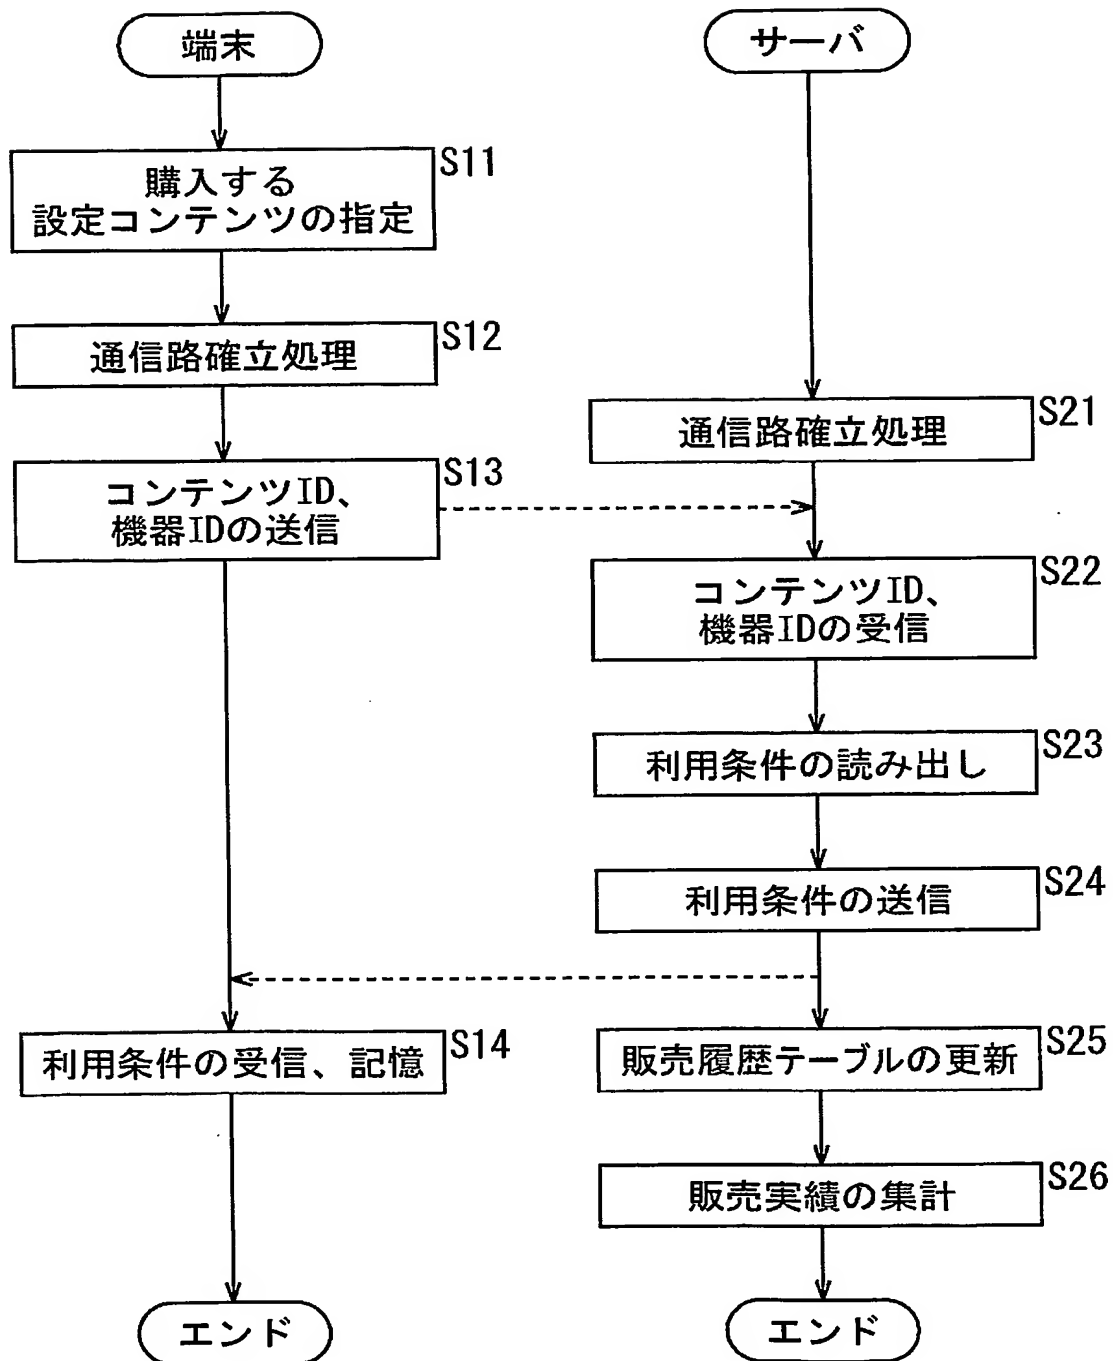 端末
購入する
設定コンテンツの指定
S11
通信路確立処理
S12
コンテンツID、
機器IDの送信
S13
利用条件の受信、記憶
S14
エンド
サーバ
通信路確立処理
S21
コンテンツID、
機器IDの受信
S22
利用条件の読み出し
S23
利用条件の送信
S24
販売履歴テーブルの更新
S25
販売実績の集計
S26
エンド